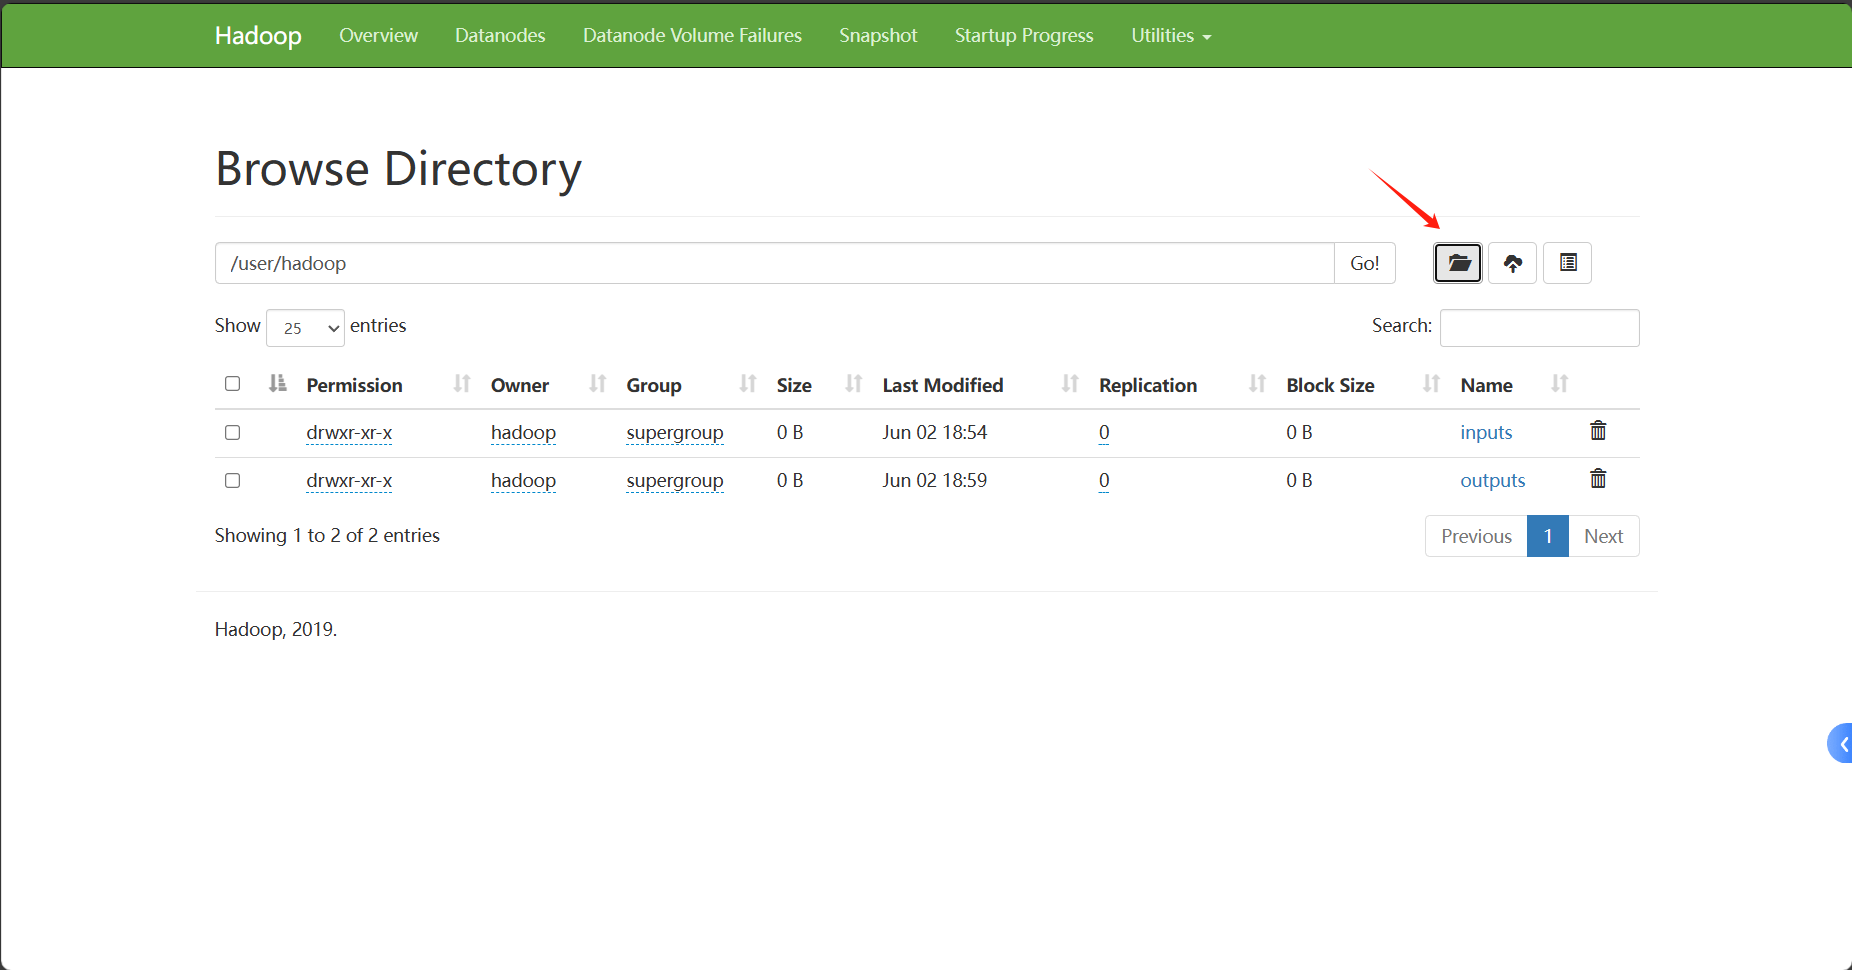 Hadoop Overview Datanodes Datanode Volume Failures Snapshot Startup Progress Utilities
Browse Directory
/user/hadoop Go!
Show 25 entries Search:
Permission Owner Group Size Last Modified Replication Block Size Name
drwxr-xr-x hadoop supergroup 0 B Jun 02 18:54 0 0 B inputs
drwxr-xr-x hadoop supergroup 0 B Jun 02 18:59 0 0 B outputs
Showing 1 to 2 of 2 entries Previous 1 Next
Hadoop, 2019.